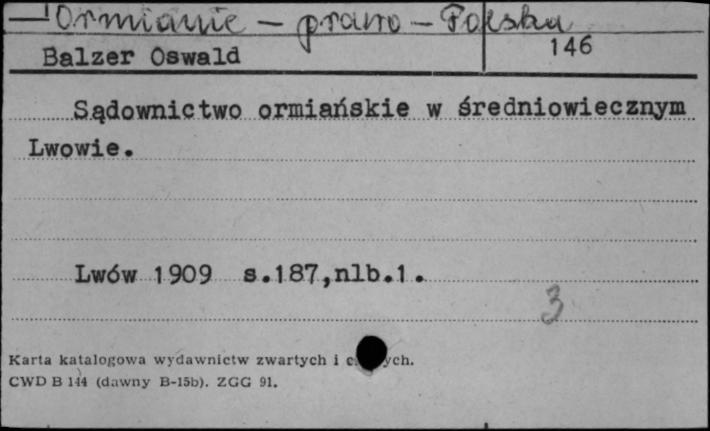 Ormianie - prawo - Polska
Balzer Oswald
146
Sądownictwo ormiańskie w średniowiecznym
Lwowie.
Lwów 1909 s.187,nlb.1.
3
Karta katalogowa wydawnictw zwartych i
CWD B 144 (dawny B-15b). ZGG 91.